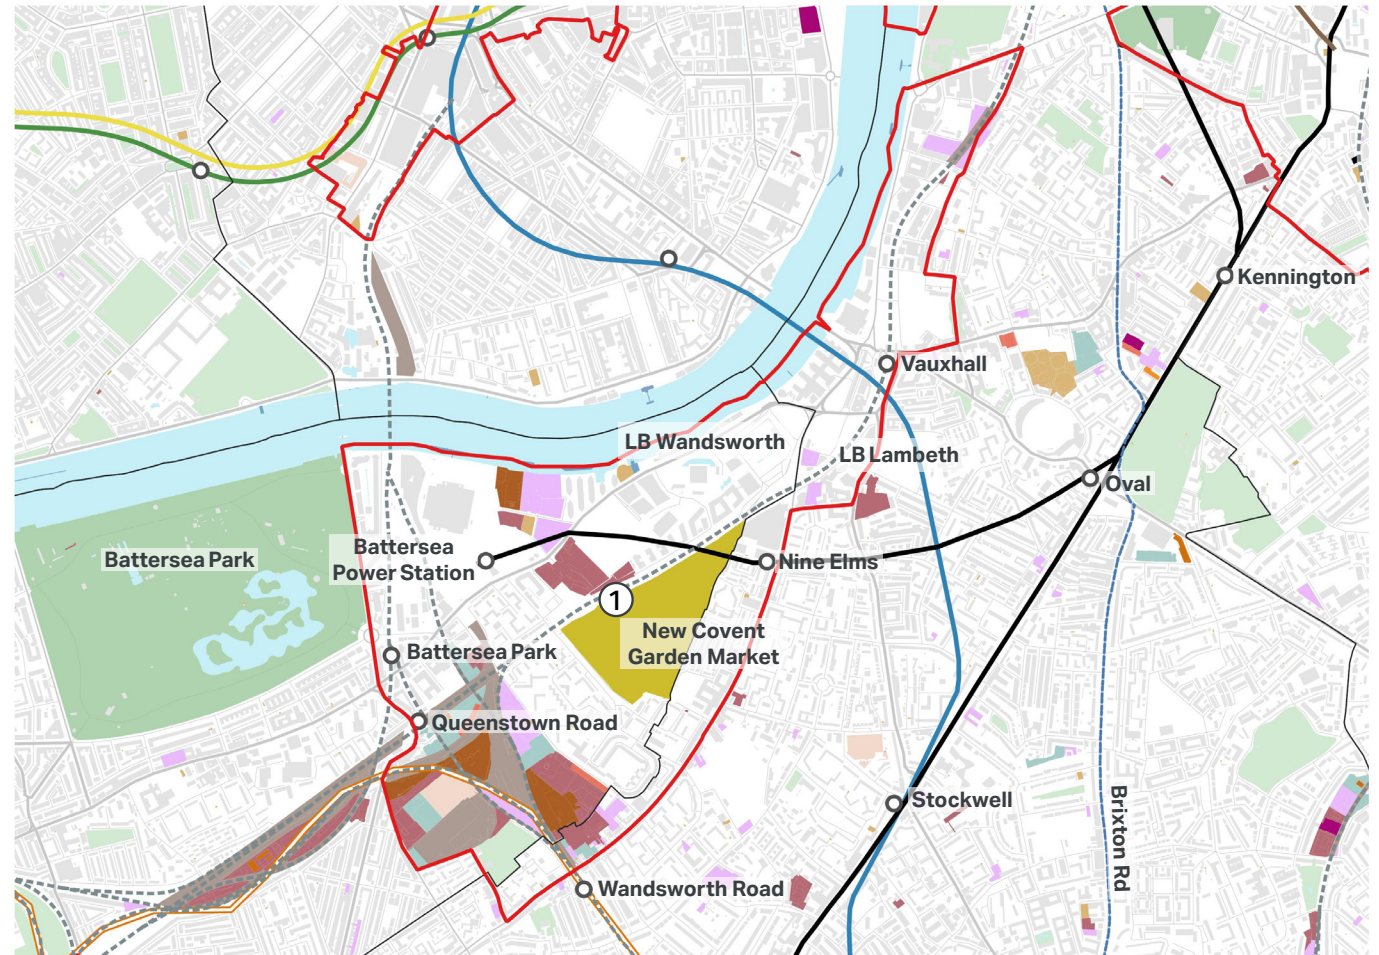 Kennington
Vauxhall
LB Wandsworth
LB Lambeth
Oval
Battersea Park
Battersea
Power Station
Nine Elms
1
New Covent
Garden Market
Battersea Park
Queenstown Road
Stockwell
Brixton Rd
Wandsworth Road